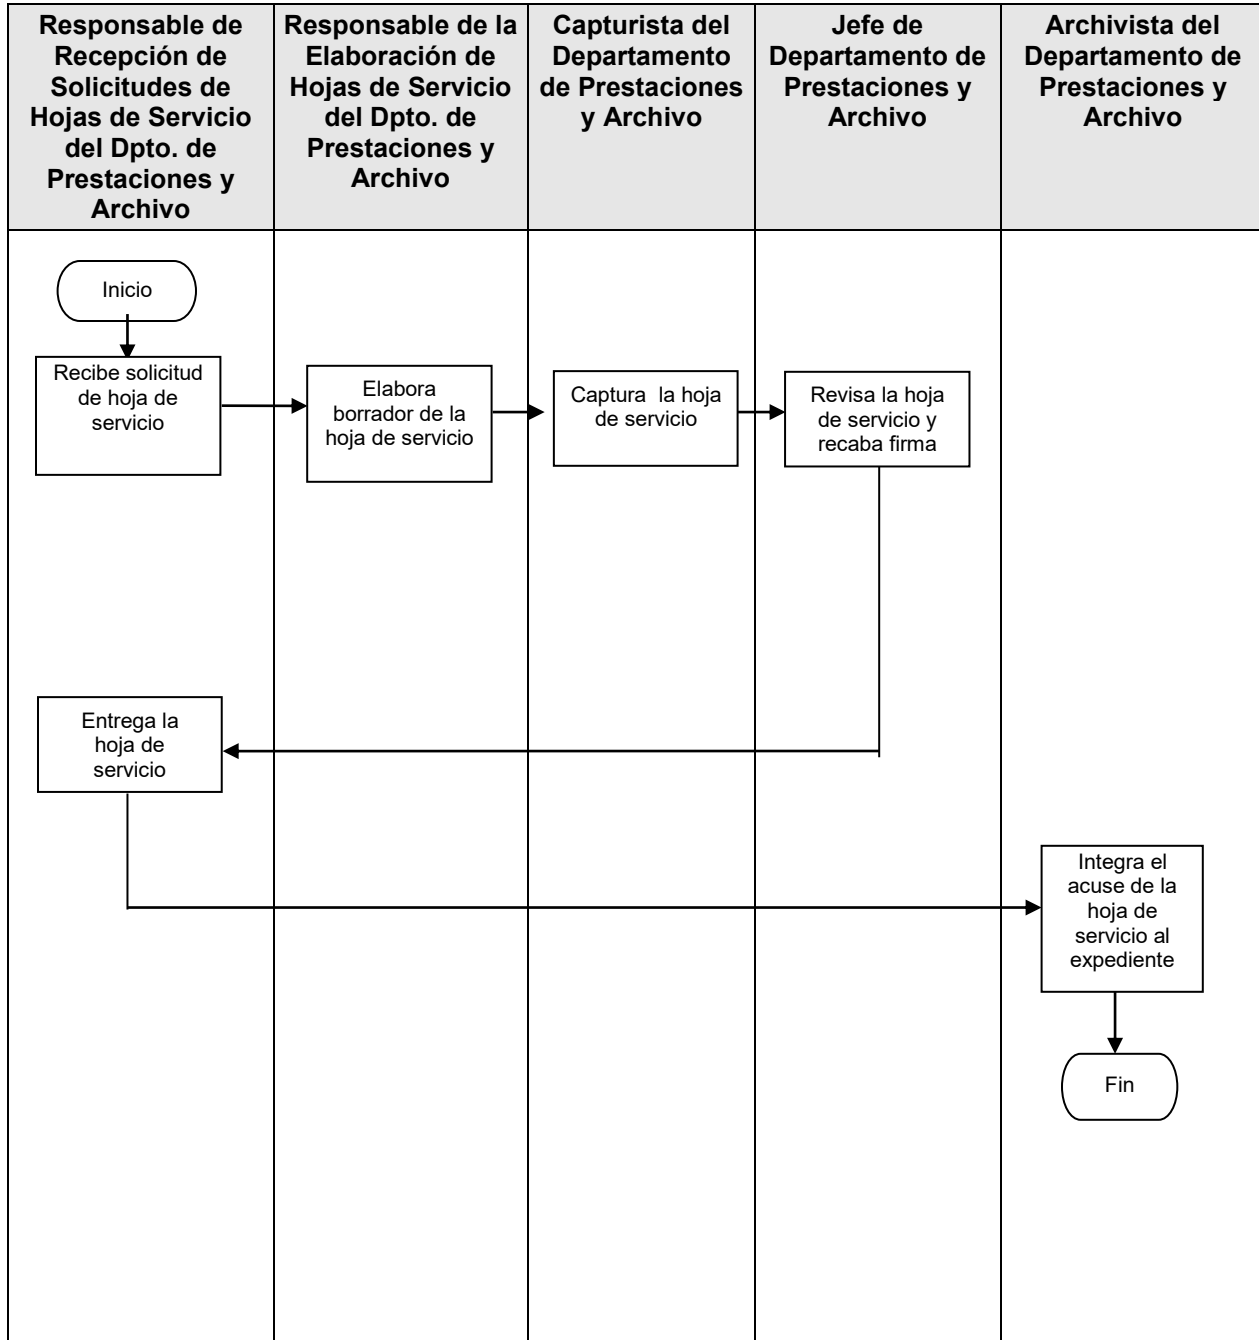 Responsable de
Recepción de
Solicitudes de
Hojas de Servicio
del Dpto. de
Prestaciones y
Archivo
Responsable de la
Elaboración de
Hojas de Servicio
del Dpto. de
Prestaciones y
Archivo
Capturista del
Departamento
de Prestaciones
y Archivo
Jefe de
Departamento de
Prestaciones y
Archivo
Archivista del
Departamento de
Prestaciones y
Archivo
Inicio
Recibe solicitud
de hoja de
servicio
Elabora
borrador de la
hoja de servicio
Captura la hoja
de servicio
Revisa la hoja
de servicio y
recaba firma
Entrega la
hoja de
servicio
Integra el
acuse de la
hoja de
servicio al
expediente
Fin